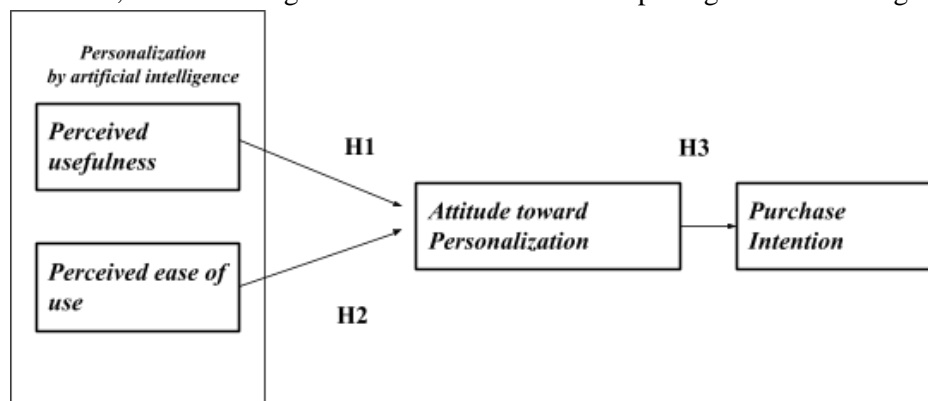 Personalization
by artificial intelligence
Perceived
usefulness
H1
H3
Attitude toward
Personalization
Purchase
Intention
Perceived ease of
use
H2